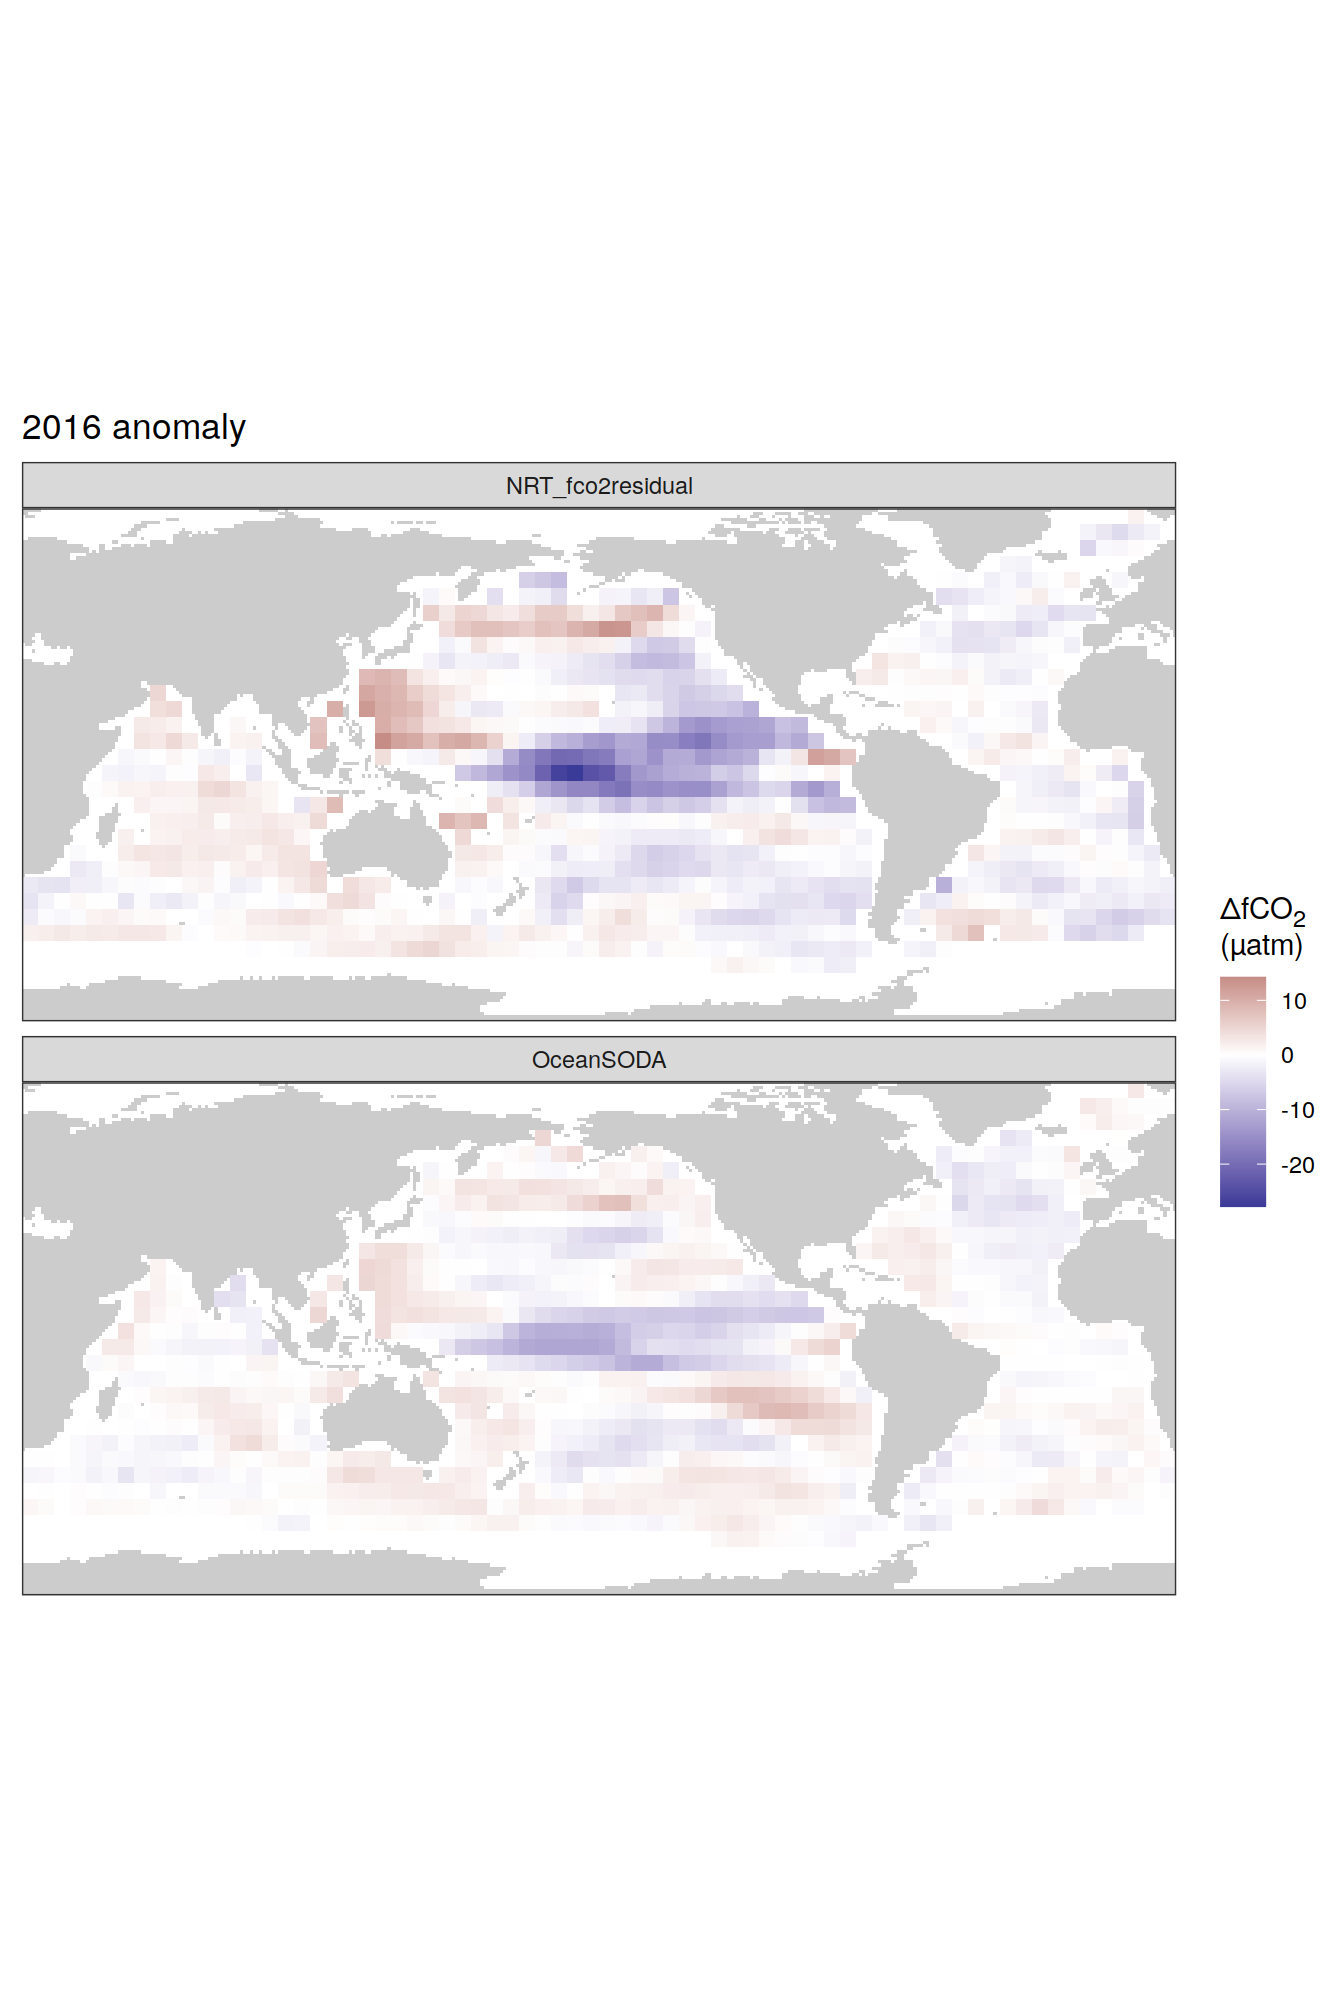 2016 anomaly
NRT_fco2residual
OceanSODA
ΔfCO₂
(μatm)
10
0
-10
-20